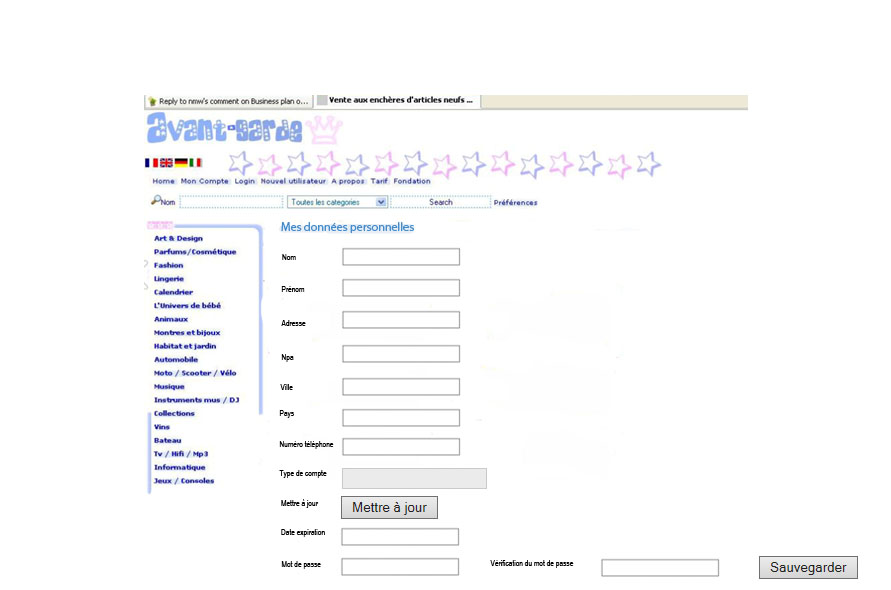 Reply to nmw's comment on Business plan o... Vente aux enchères d'articles neufs ...
avant-garde
Home Mon Compte Login Nouvel utilisateur A propos Tarif Fondation
Nom Toutes les categories Search Préférences
Art & Design
Parfums/Cosmétique
Fashion
Lingerie
Calendrier
L'Univers de bébé
Animaux
Montres et bijoux
Habitat et jardin
Automobile
Moto / Scooter / Vélo
Musique
Instruments mus / DJ
Collections
Vins
Bateau
Tv / Hifi / Mp3
Informatique
Jeux / Consoles
Mes données personnelles
Nom
Prénom
Adresse
Npa
Ville
Pays
Numéro téléphone
Type de compte
Mettre à jour Mettre à jour
Date expiration
Mot de passe Vérification du mot de passe Sauvegarder